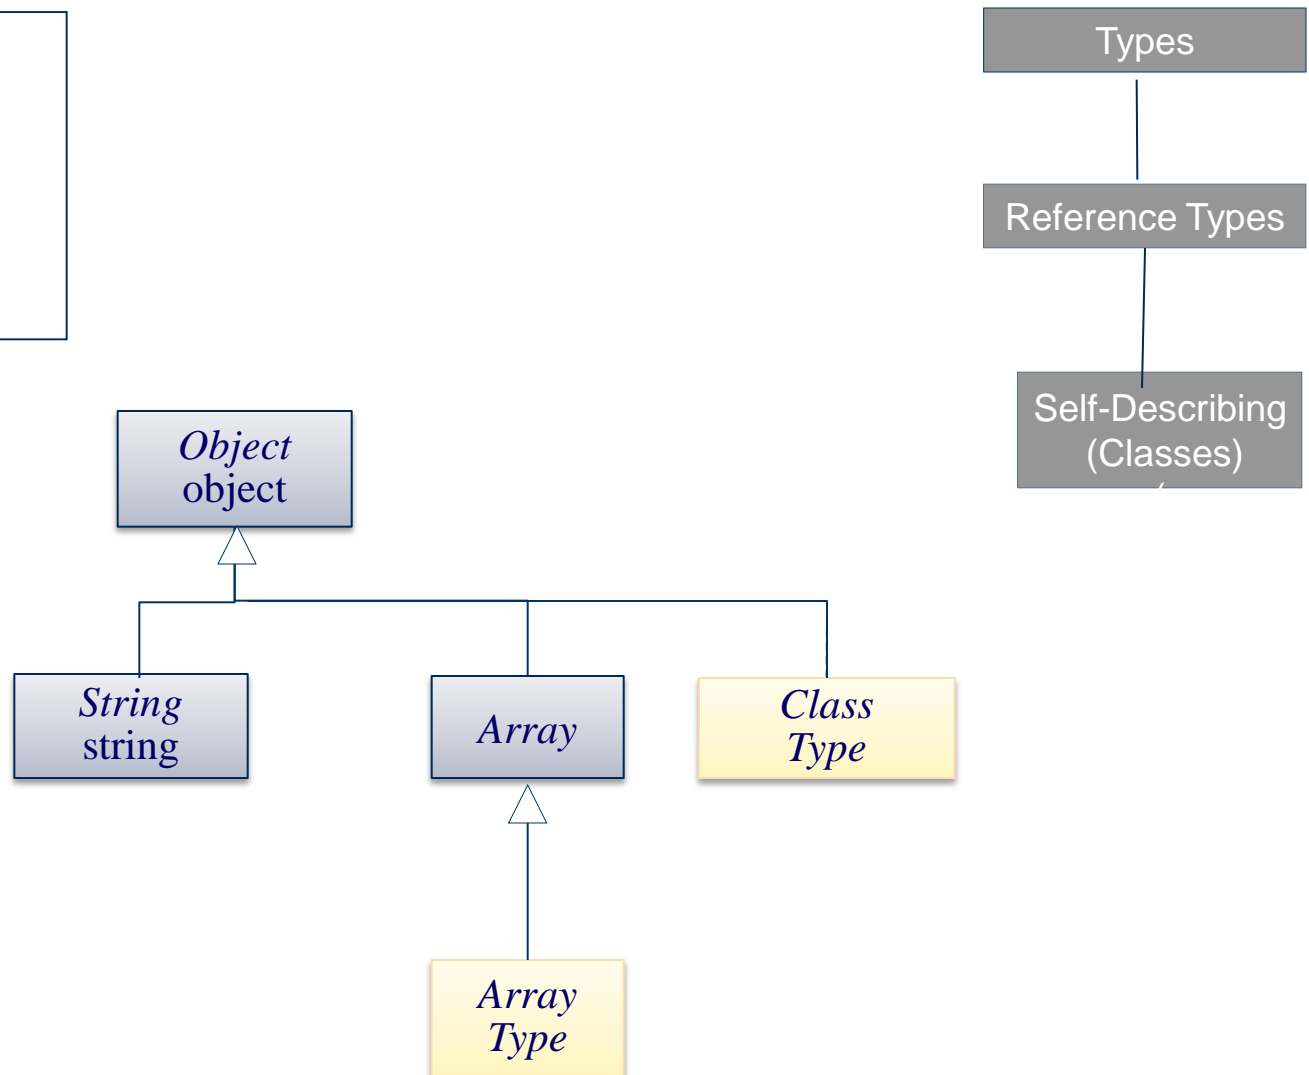 Types
Reference Types
Self-Describing
(Classes)
Object
object
String
string
Array
Class
Type
Array
Type